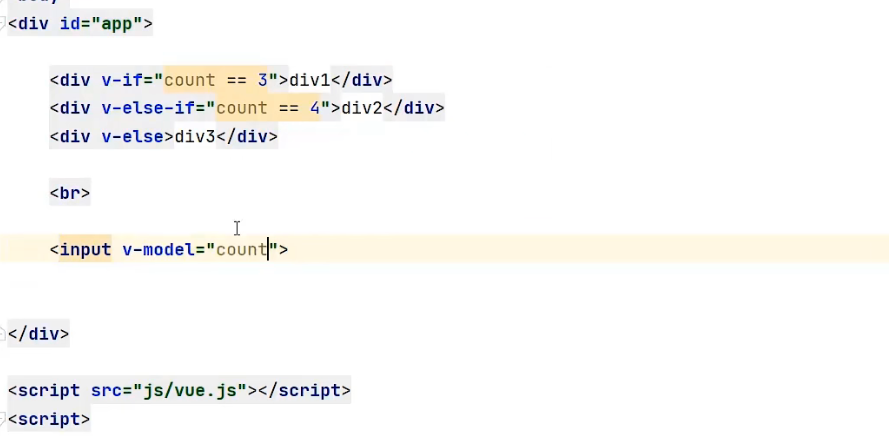 <div id="app">
<div v-if="count == 3">div1</div>
<div v-else-if="count == 4">div2</div>
<div v-else>div3</div>
<br>
<input v-model="count">
</div>
<script src="js/vue.js"></script>
<script>